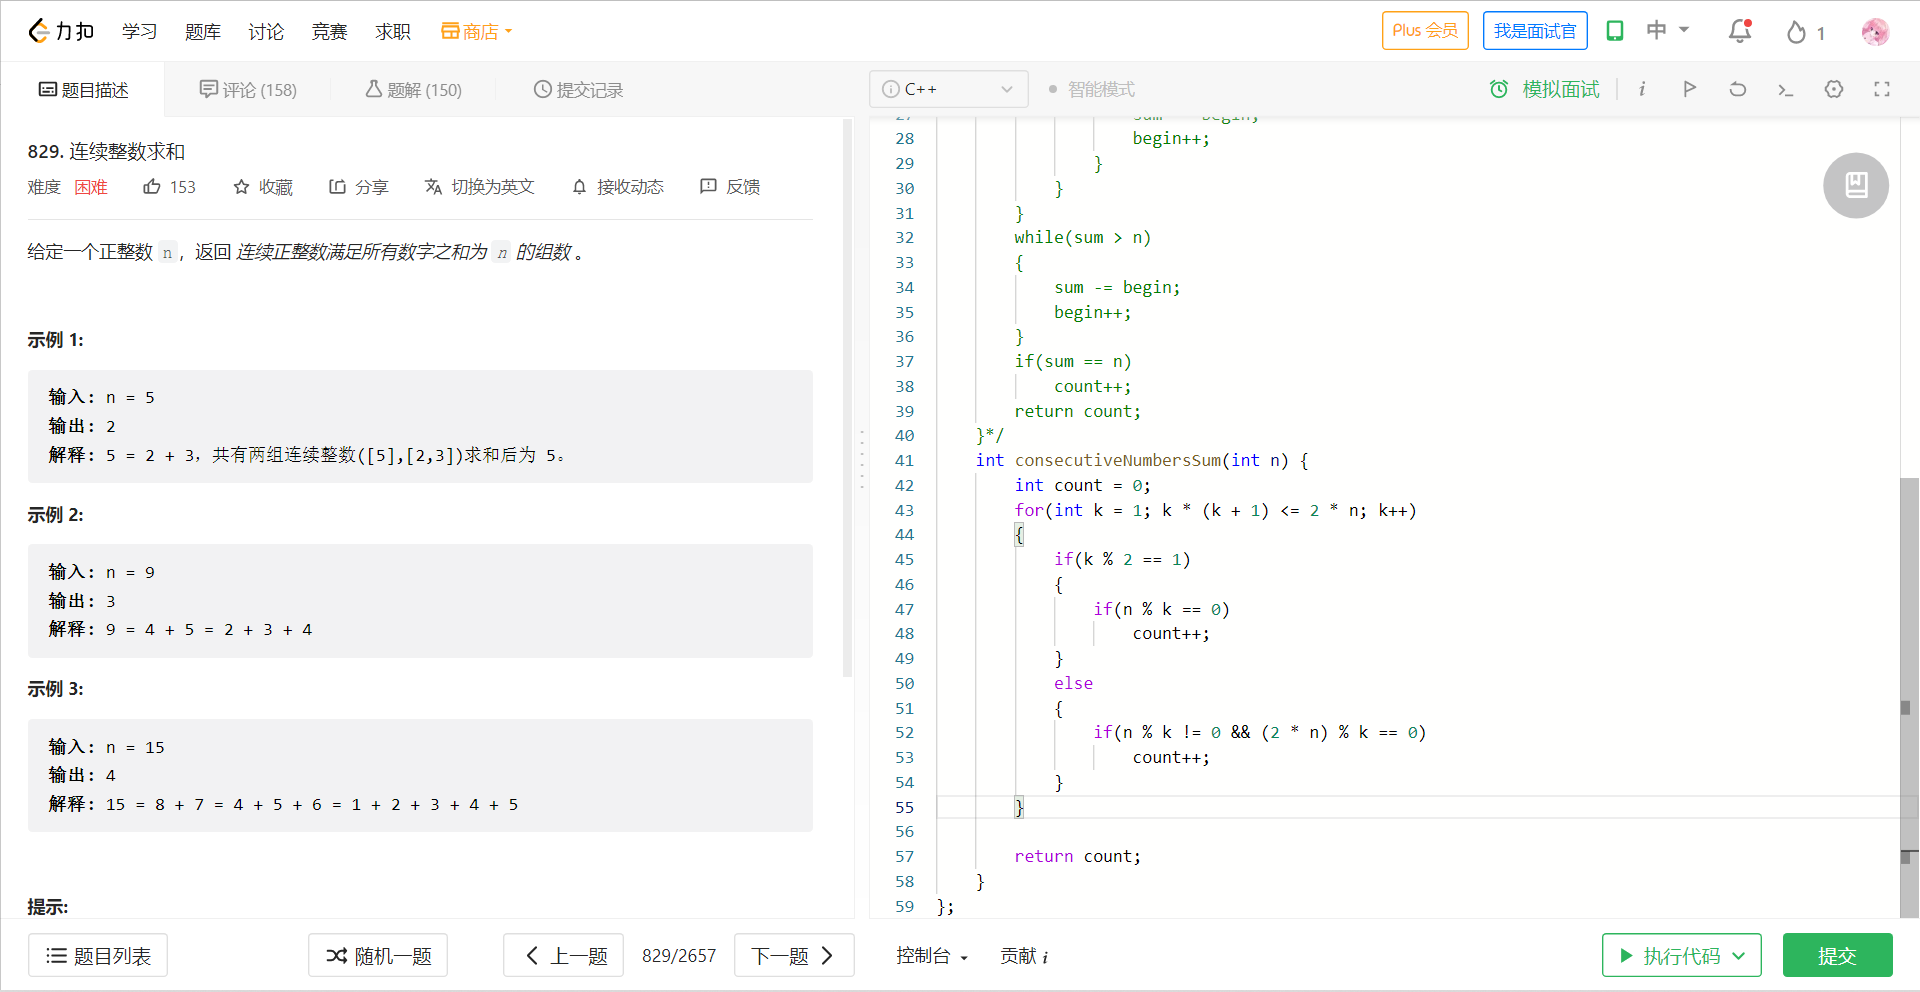 力扣 学习 题库 讨论 竞赛 求职 商店 Plus 会员 我是面试官 中 1
题目描述 评论 (158) 题解 (150) 提交记录 C++ 智能模式 模拟面试
829. 连续整数求和
难度 困难 153 收藏 分享 切换为英文 接收动态 反馈
给定一个正整数 n，返回 连续正整数满足所有数字之和为 n 的组数 。
示例 1:
输入: n = 5
输出: 2
解释: 5 = 2 + 3，共有两组连续整数([5],[2,3])求和后为 5。
示例 2:
输入: n = 9
输出: 3
解释: 9 = 4 + 5 = 2 + 3 + 4
示例 3:
输入: n = 15
输出: 4
解释: 15 = 8 + 7 = 4 + 5 + 6 = 1 + 2 + 3 + 4 + 5
提示:
28 begin++;
29 }
30 }
31 }
32 while(sum > n)
33 {
34 sum -= begin;
35 begin++;
36 }
37 if(sum == n)
38 count++;
39 return count;
40 }*/
41 int consecutiveNumbersSum(int n) {
42 int count = 0;
43 for(int k = 1; k * (k + 1) <= 2 * n; k++)
44 {
45 if(k % 2 == 1)
46 {
47 if(n % k == 0)
48 count++;
49 }
50 else
51 {
52 if(n % k != 0 && (2 * n) % k == 0)
53 count++;
54 }
55 }
56
57 return count;
58 }
59 };
题目列表 随机一题 上一题 829/2657 下一题 控制台 贡献 i 执行代码 提交